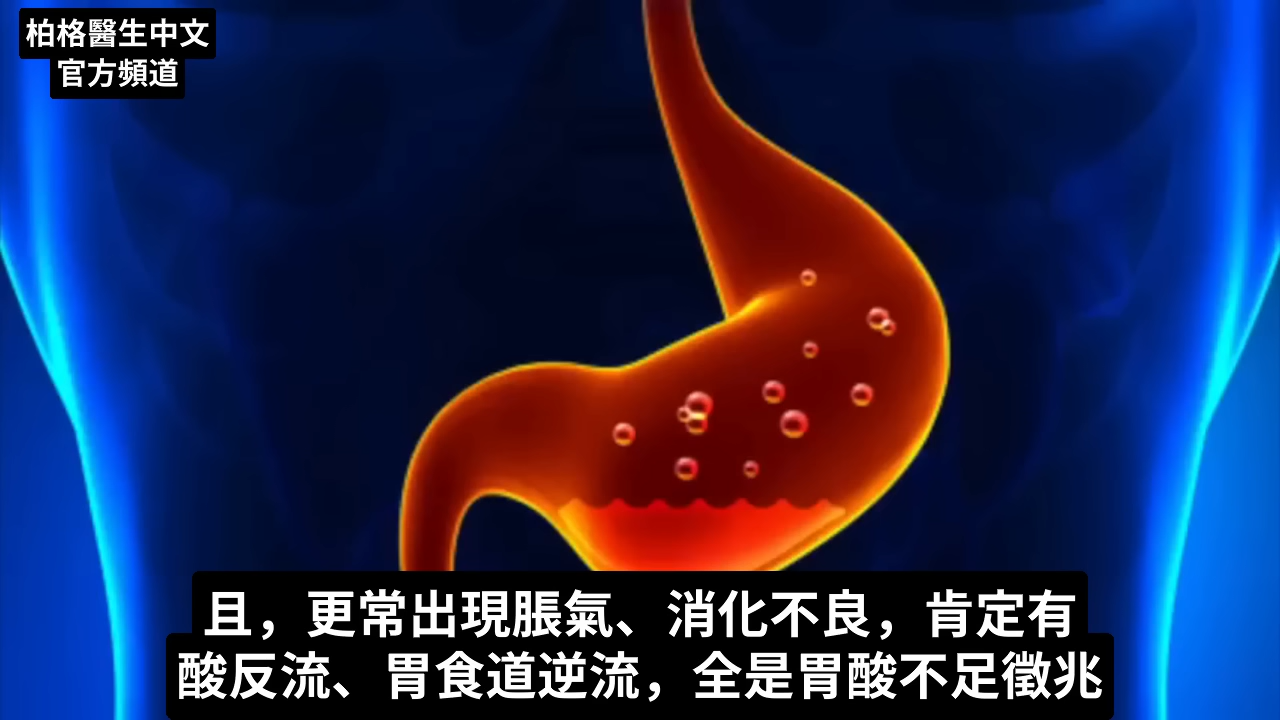 柏格醫生中文
官方頻道
且，更常出現脹氣、消化不良，肯定有
酸反流、胃食道逆流，全是胃酸不足徵兆